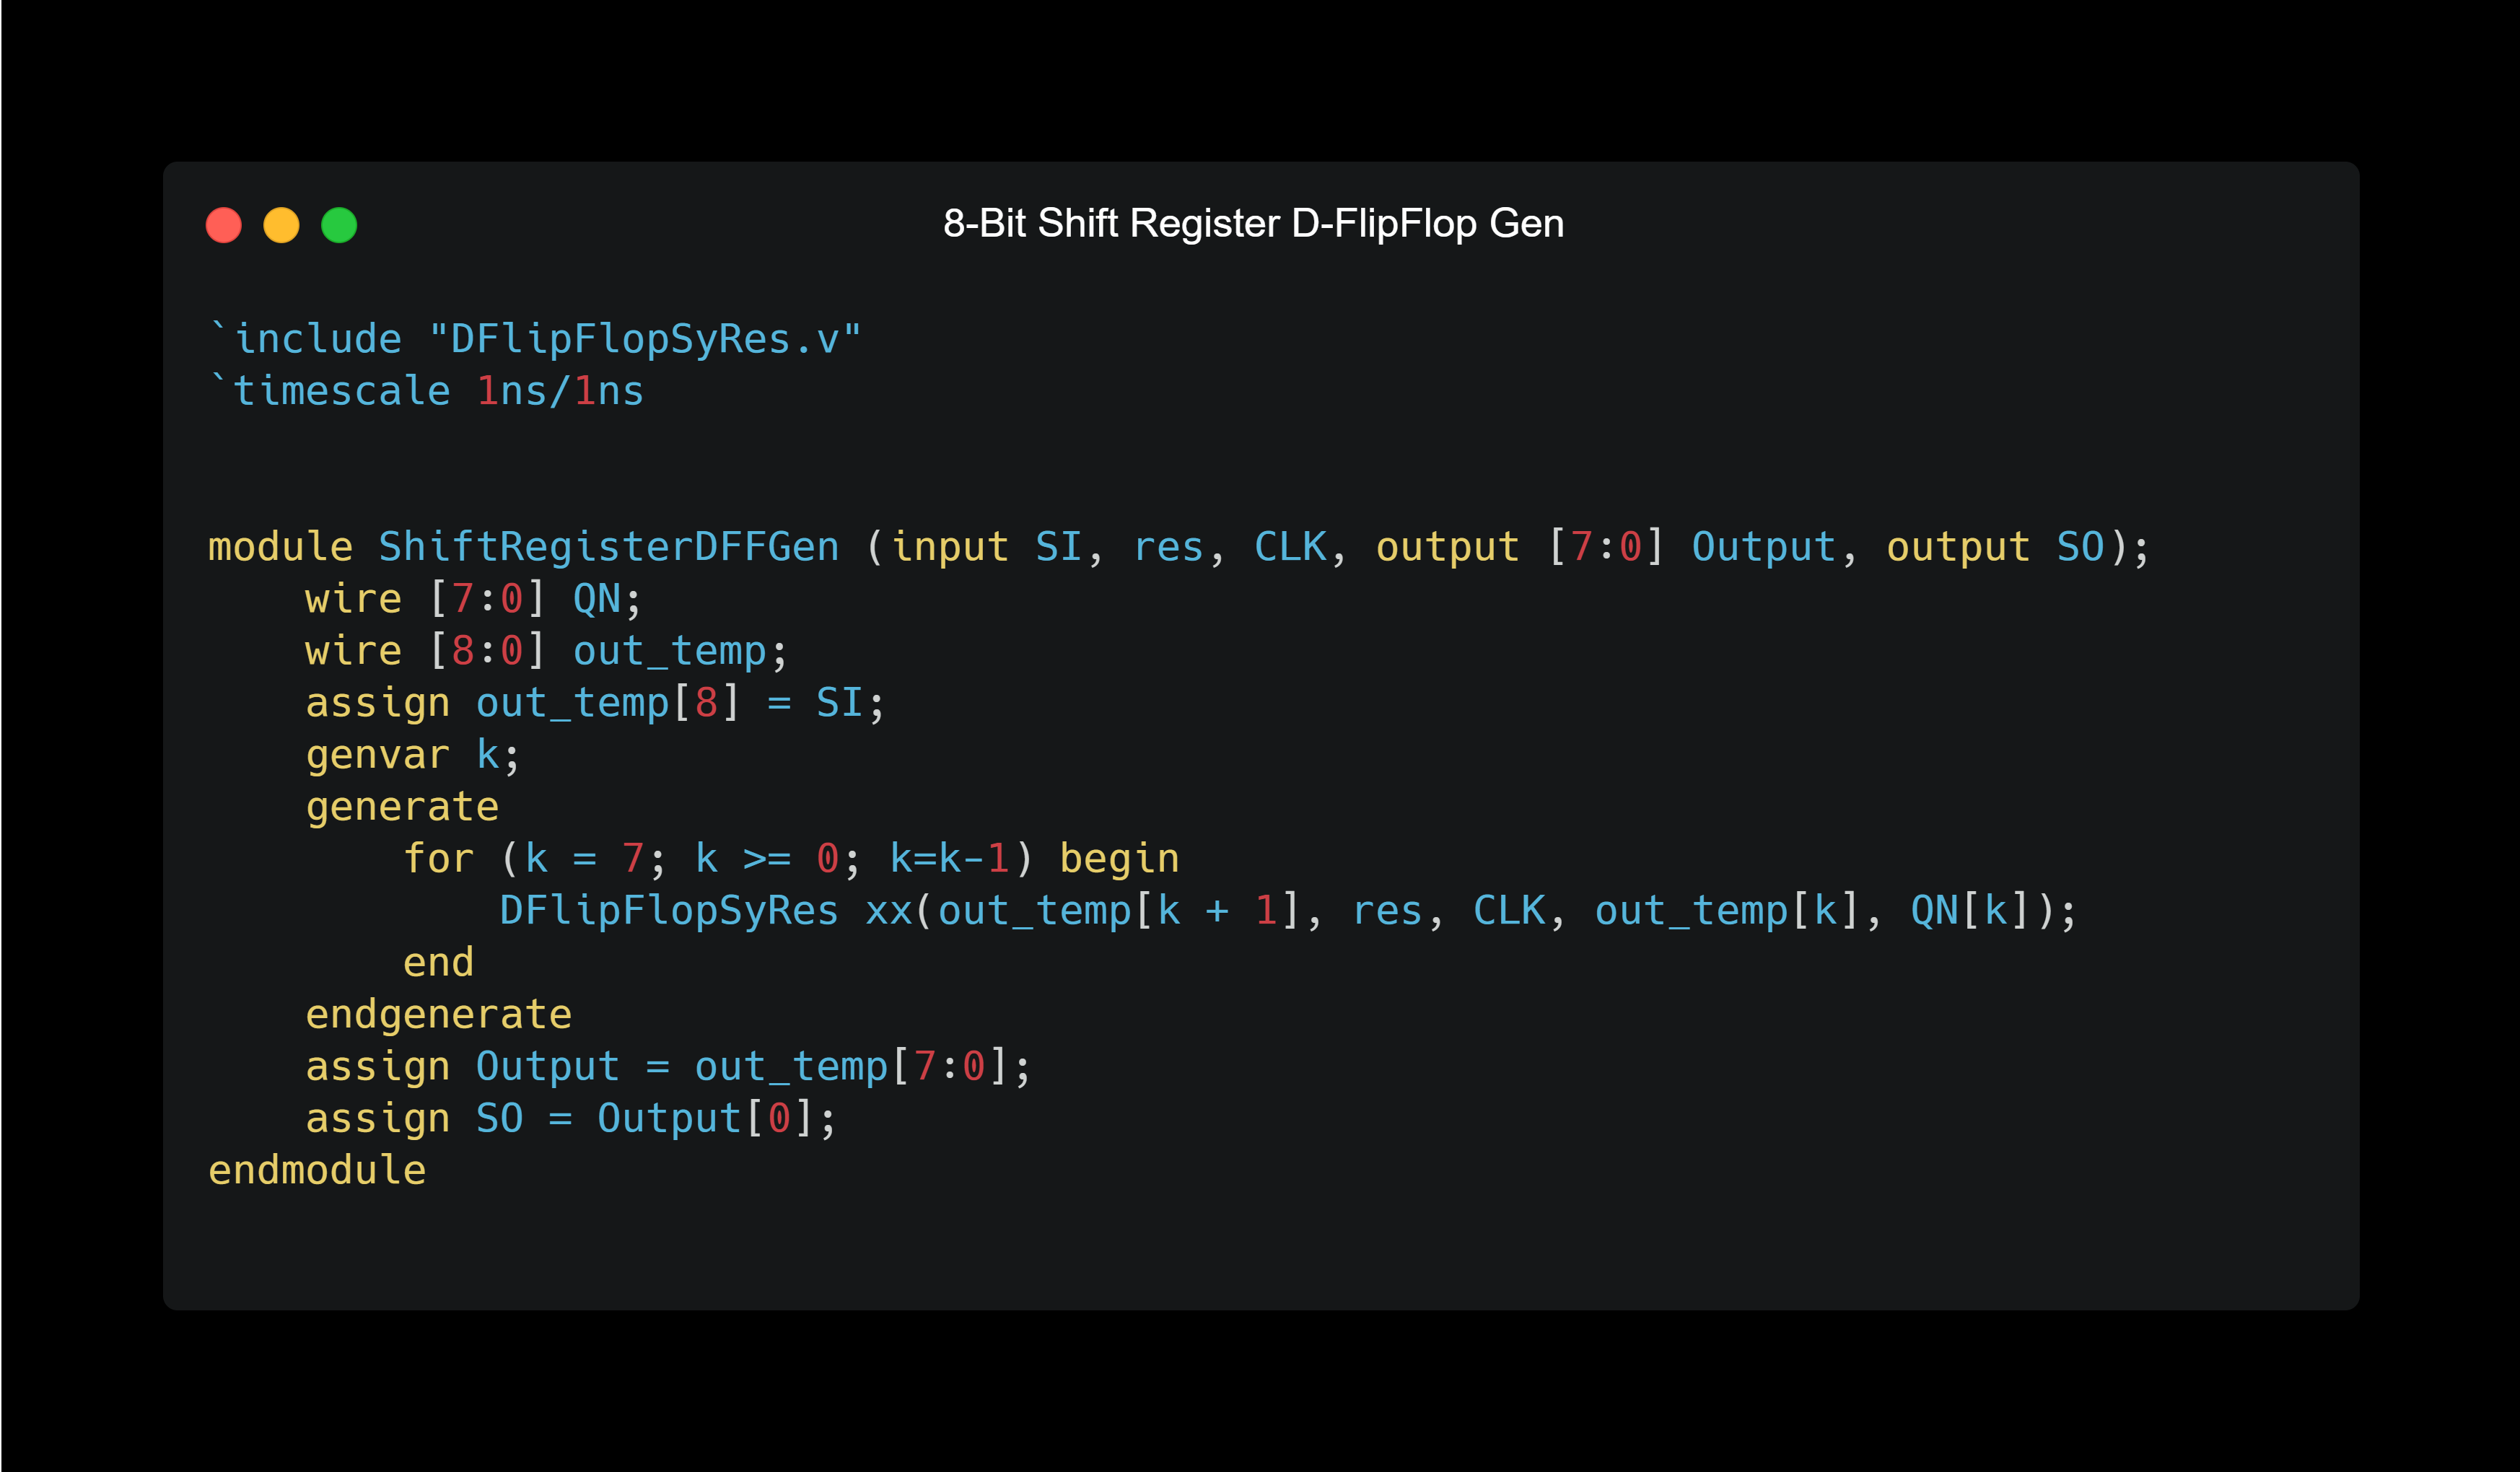 8-Bit Shift Register D-FlipFlop Gen
`include "DFlipFlopSyRes.v"
`timescale 1ns/1ns
module ShiftRegisterDFFGen (input SI, res, CLK, output [7:0] Output, output SO);
    wire [7:0] QN;
    wire [8:0] out_temp;
    assign out_temp[8] = SI;
    genvar k;
    generate
        for (k = 7; k >= 0; k=k-1) begin
            DFlipFlopSyRes xx(out_temp[k + 1], res, CLK, out_temp[k], QN[k]);
        end
    endgenerate
    assign Output = out_temp[7:0];
    assign SO = Output[0];
endmodule